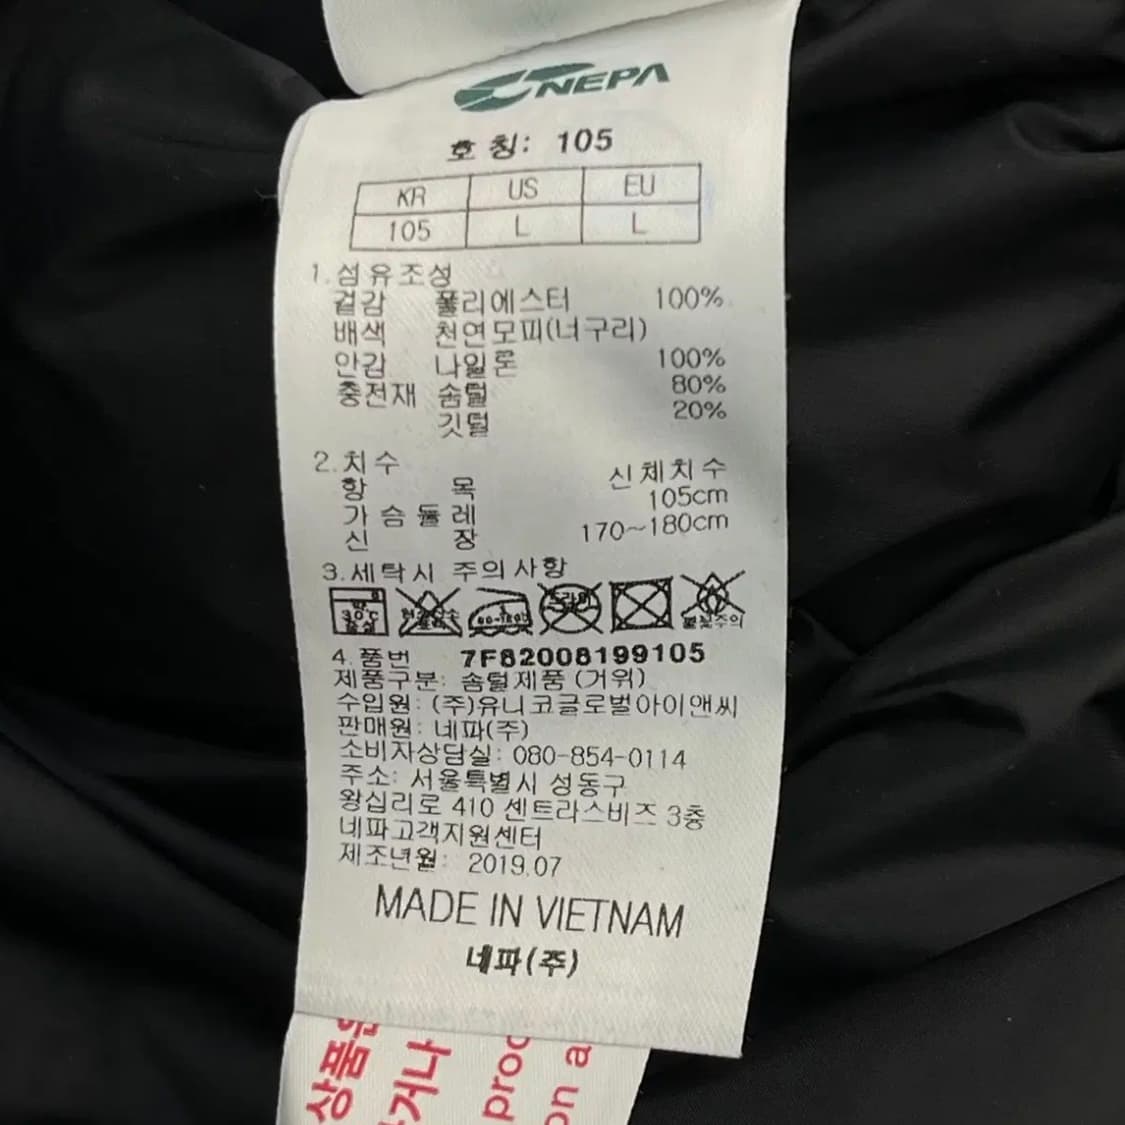 NEPA
호칭: 105
KR US EU
105 L L
1.섬유조성
겉감 폴리에스터 100%
배색 천연모피(너구리)
안감 나일론 100%
충전재 솜털 80%
깃털 20%
2.치수
항 목 신체치수
가슴둘레 105cm
신 장 170~180cm
3.세탁시 주의사항
30℃
4.품번 7F82008199105
제품구분: 솜털제품 (거위)
수입원: (주)유니코글로벌아이앤씨
판매원: 네파(주)
소비자상담실: 080-854-0114
주소: 서울특별시 성동구
왕십리로 410 센트라스비즈 3층
네파고객지원센터
제조년월: 2019.07
MADE IN VIETNAM
네파(주)
상품
거나
proc
on a